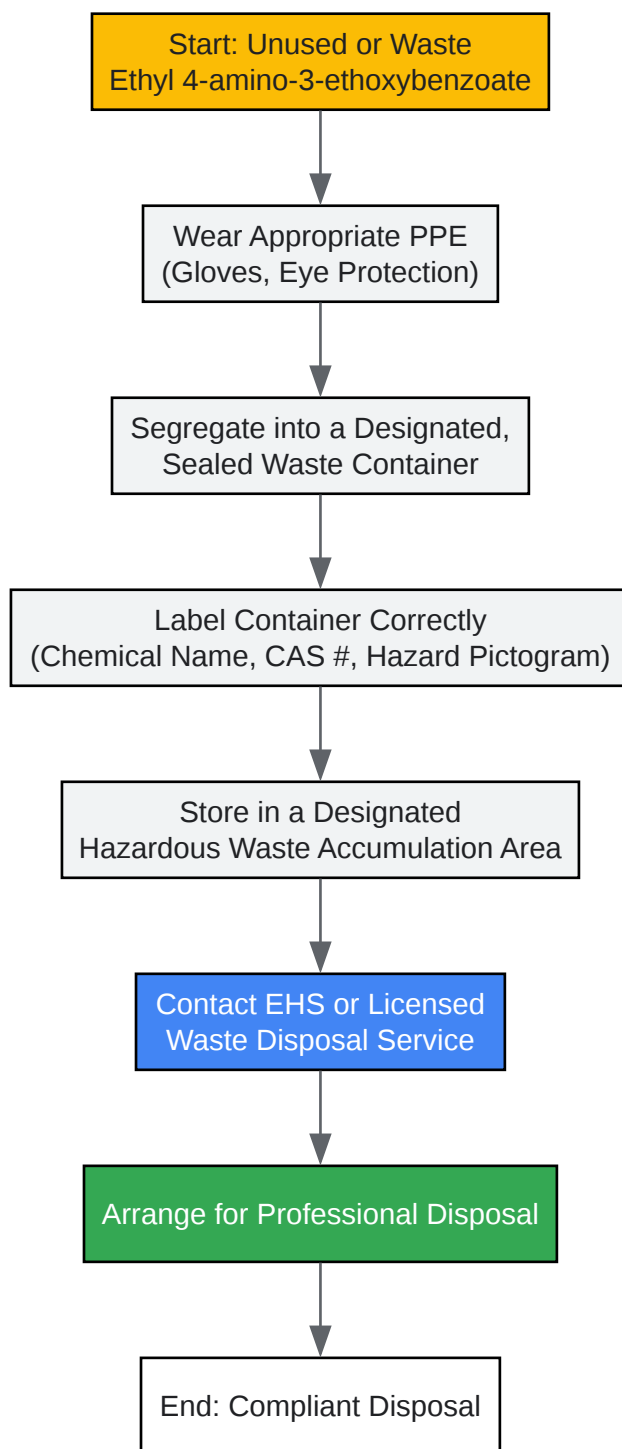 Start: Unused or Waste
Ethyl 4-amino-3-ethoxybenzoate
Wear Appropriate PPE
(Gloves, Eye Protection)
Segregate into a Designated,
Sealed Waste Container
Label Container Correctly
(Chemical Name, CAS #, Hazard Pictogram)
Store in a Designated
Hazardous Waste Accumulation Area
Contact EHS or Licensed
Waste Disposal Service
Arrange for Professional Disposal
End: Compliant Disposal